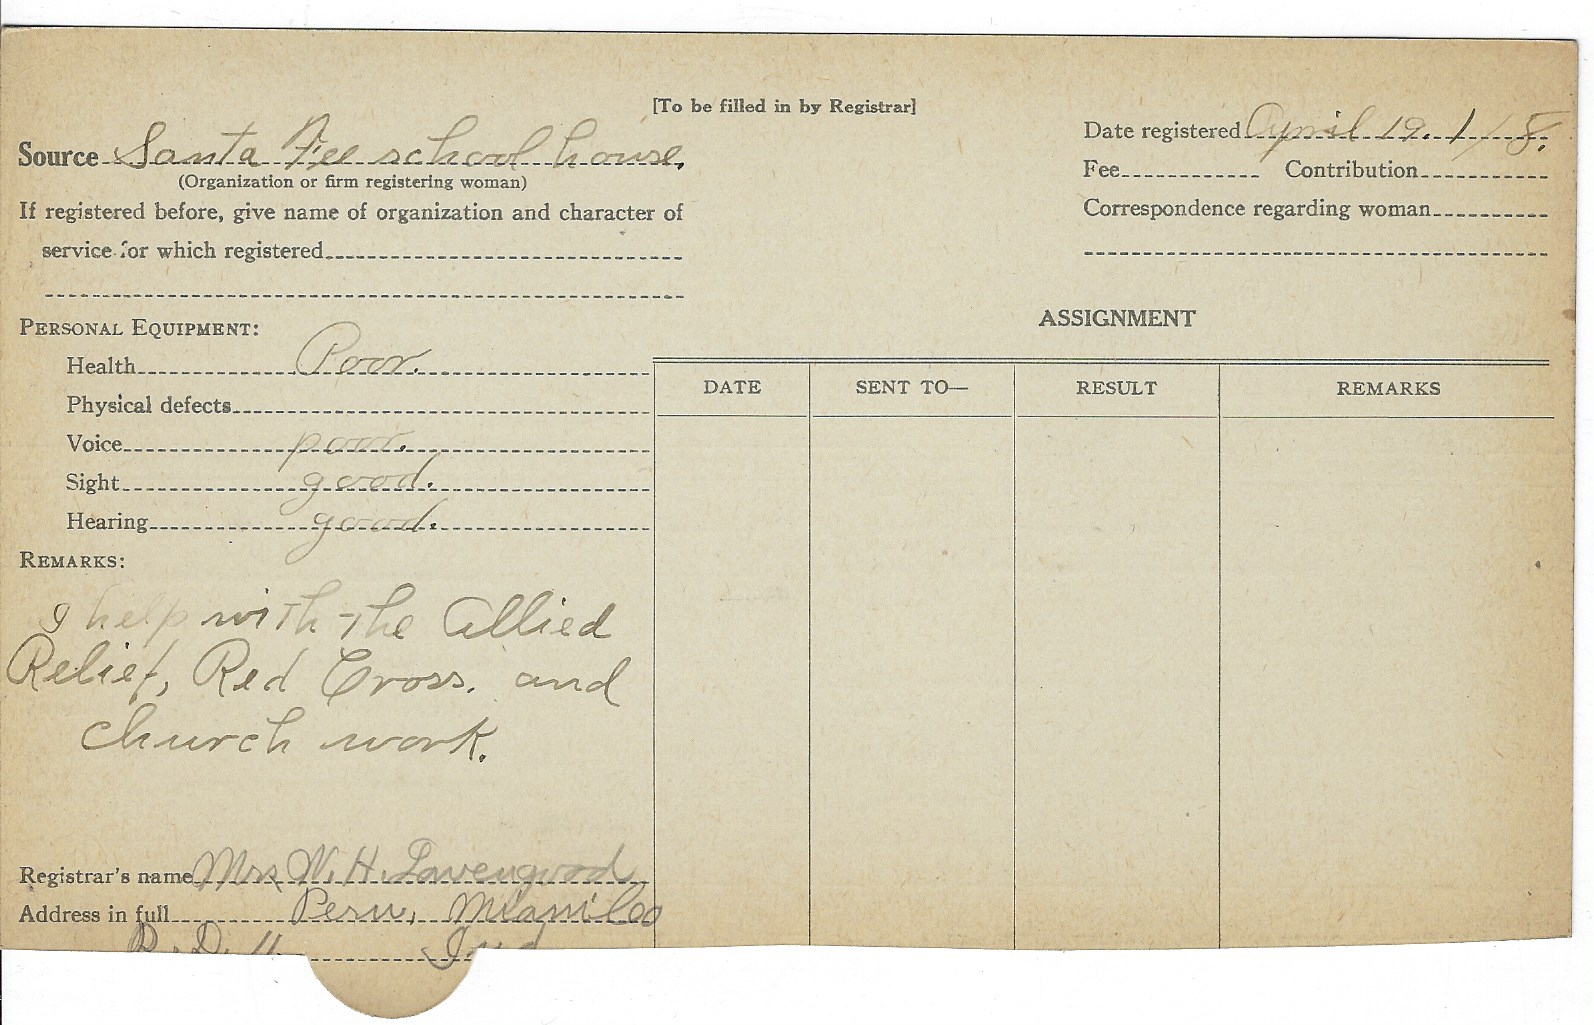 [To be filled in by Registrar]
Source Santa Fee school house.
(Organization or firm registering woman)
If registered before, give name of organization and character of
service for which registered
Date registered April 19. 1/18.
Fee Contribution
Correspondence regarding woman
PERSONAL EQUIPMENT:
Health Poor.
Physical defects
Voice poor.
Sight good.
Hearing good.
REMARKS:
I help with the Allied
Relief, Red Cross. and
church work.
Registrar's name Mrs W. H. Lavengood
Address in full Peru, Miami Co
R. D. Ind
ASSIGNMENT
DATE SENT TO— RESULT REMARKS